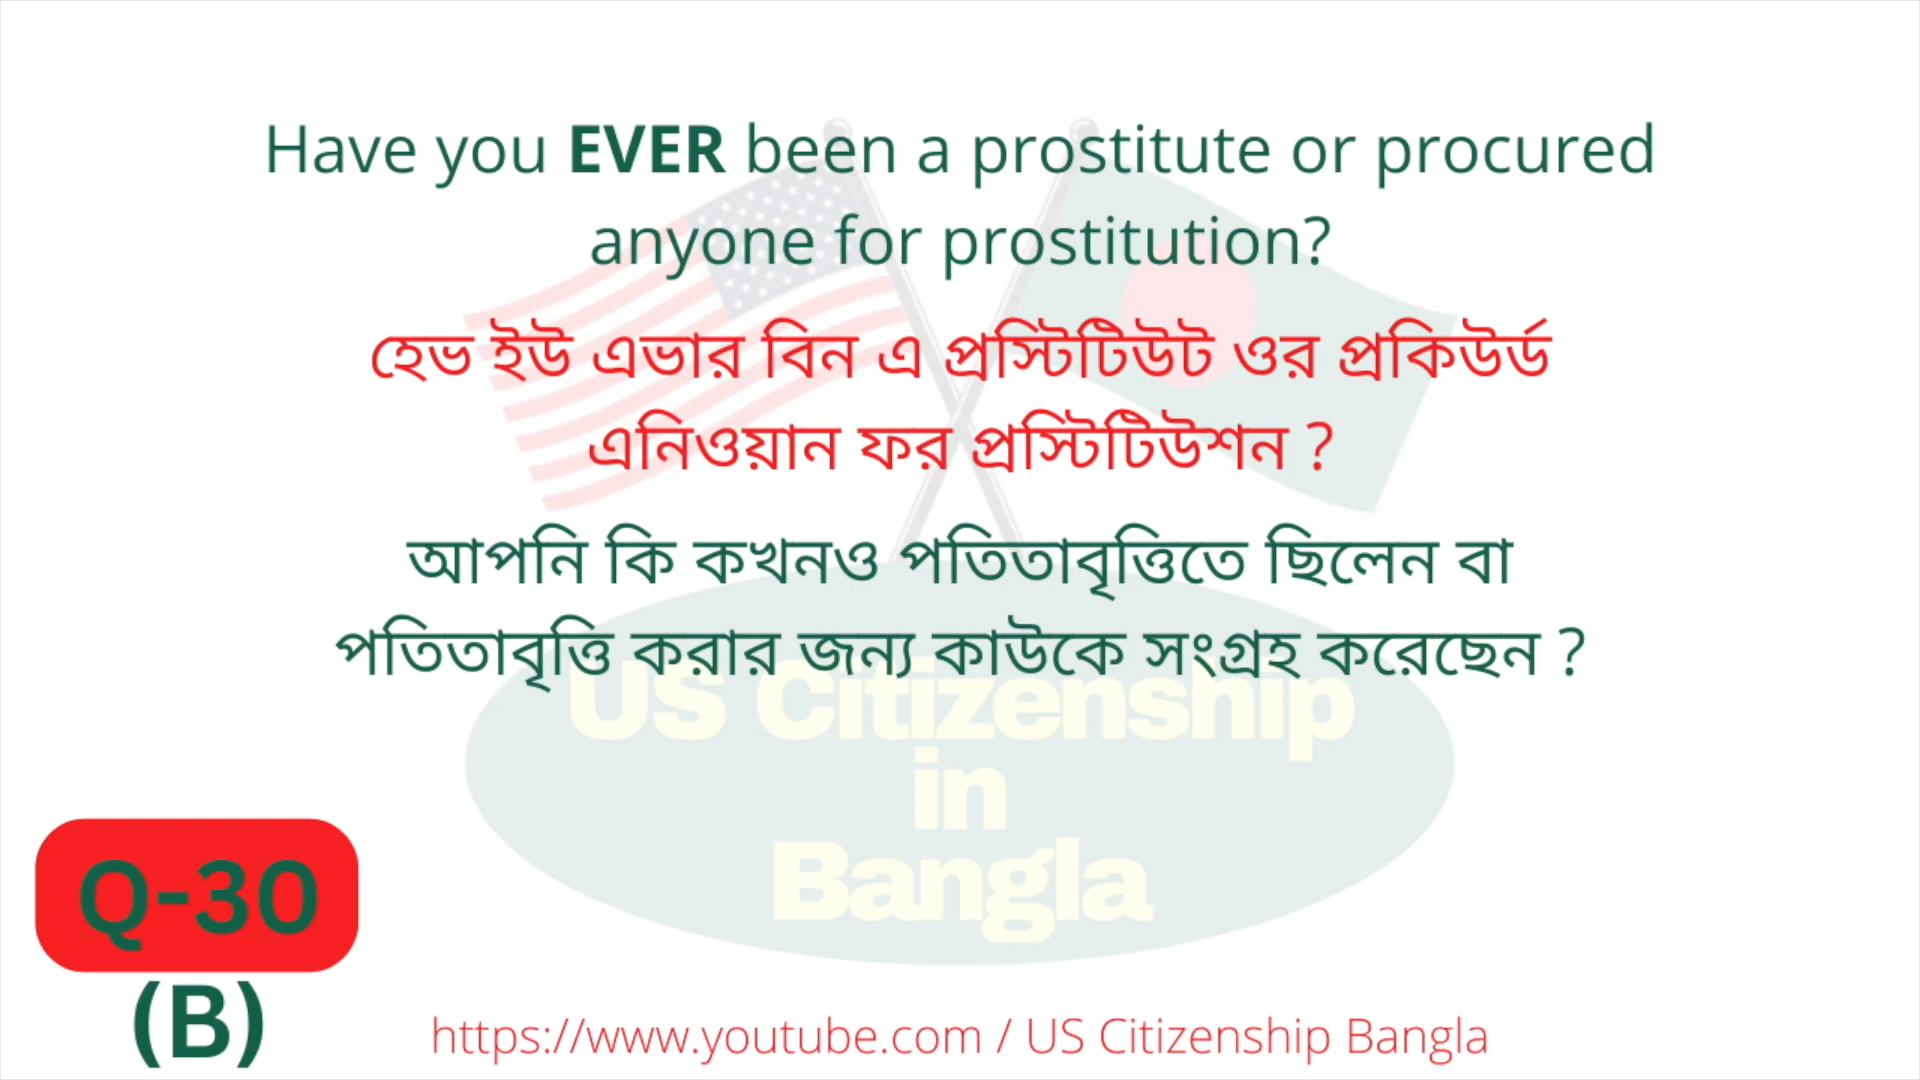 Have you EVER been a prostitute or procured
anyone for prostitution?
হেভ ইউ এভার বিন এ প্রস্টিটিউট ওর প্রকিউর্ড
এনিওয়ান ফর প্রস্টিটিউশন ?
আপনি কি কখনও পতিতাবৃত্তিতে ছিলেন বা
পতিতাবৃত্তি করার জন্য কাউকে সংগ্রহ করেছেন ?
US Citizenship
in
Bangla
Q-30
(B)
https://www.youtube.com / US Citizenship Bangla